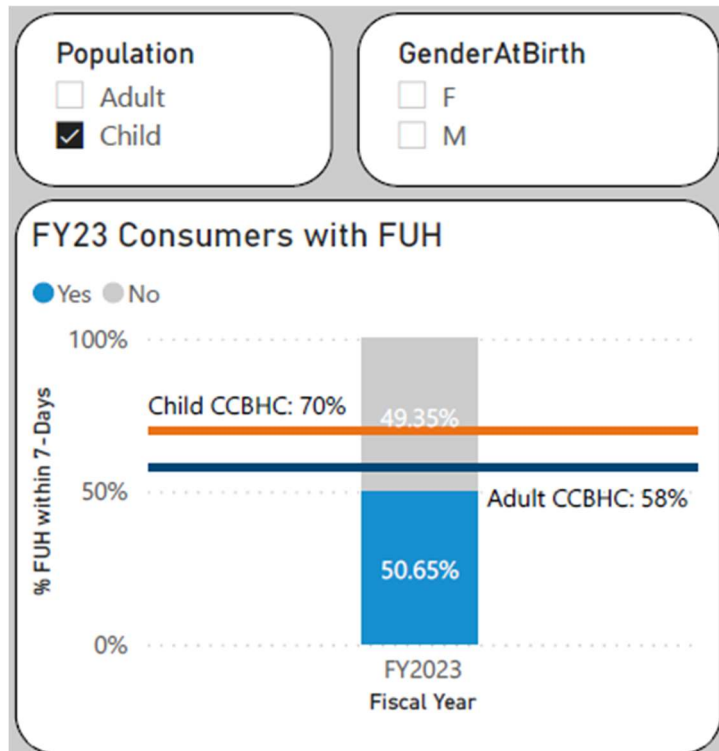 Population
Adult
Child
GenderAtBirth
F
M
FY23 Consumers with FUH
Yes No
100%
Child CCBHC: 70%
49.35%
50%
Adult CCBHC: 58%
50.65%
0%
% FUH within 7-Days
FY2023
Fiscal Year